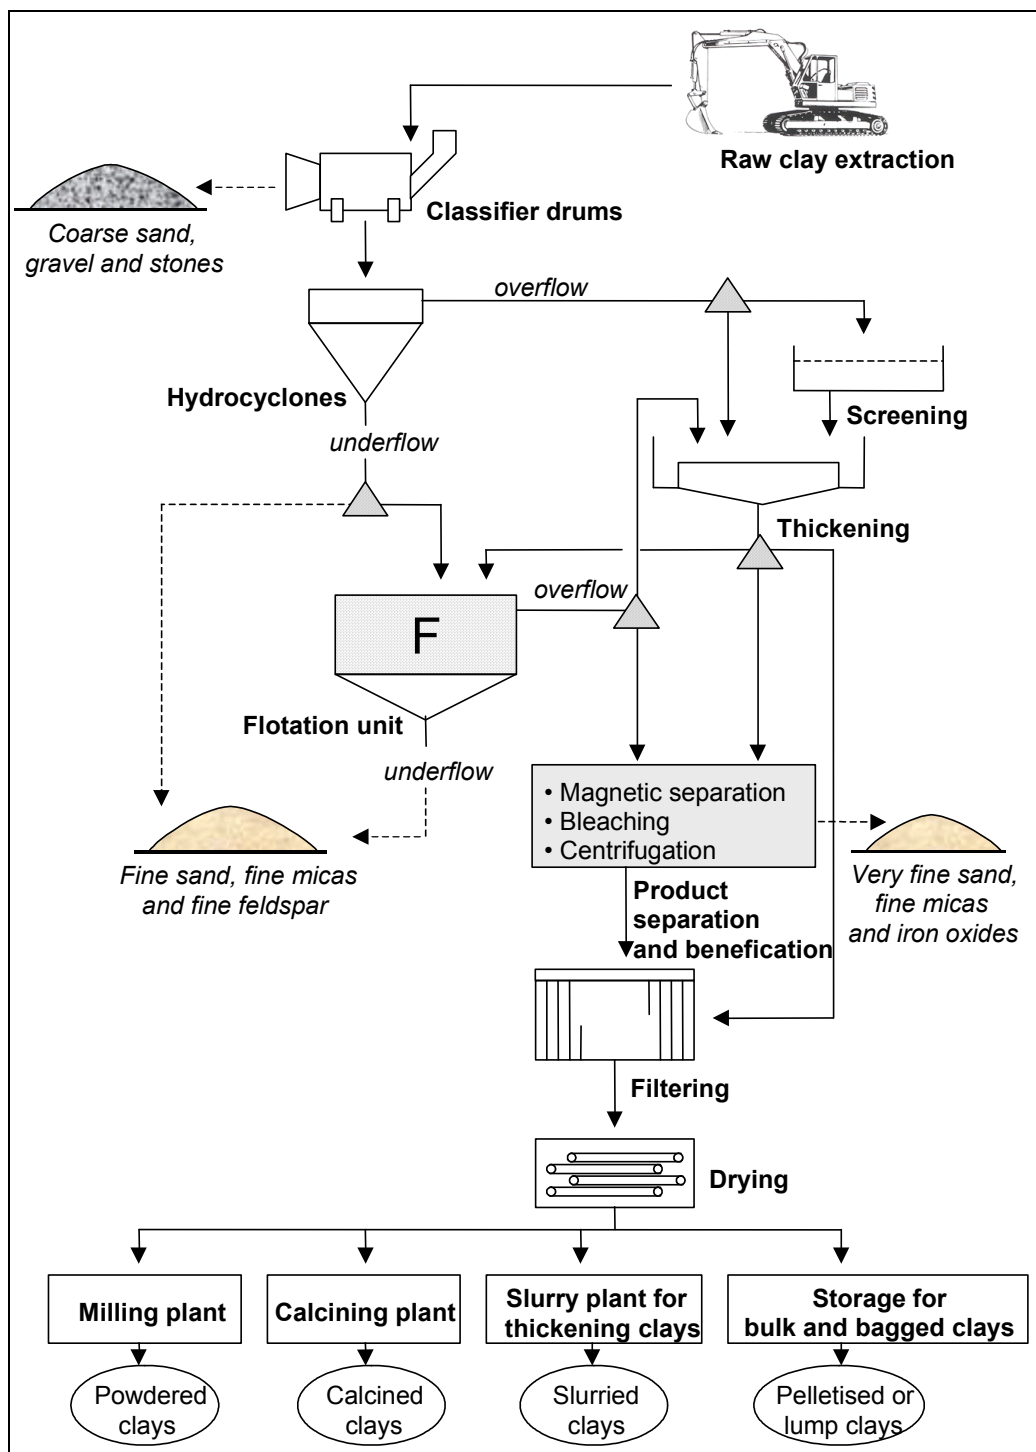 Raw clay extraction
Classifier drums
Coarse sand,
gravel and stones
overflow
Hydrocyclones
underflow
Screening
Thickening
overflow
F
Flotation unit
underflow
• Magnetic separation
• Bleaching
• Centrifugation
Fine sand, fine micas
and fine feldspar
Very fine sand,
fine micas
and iron oxides
Product
separation
and benefication
Filtering
Drying
Milling plant
Calcining plant
Slurry plant for
thickening clays
Storage for
bulk and bagged clays
Powdered
clays
Calcined
clays
Slurried
clays
Pelletised or
lump clays